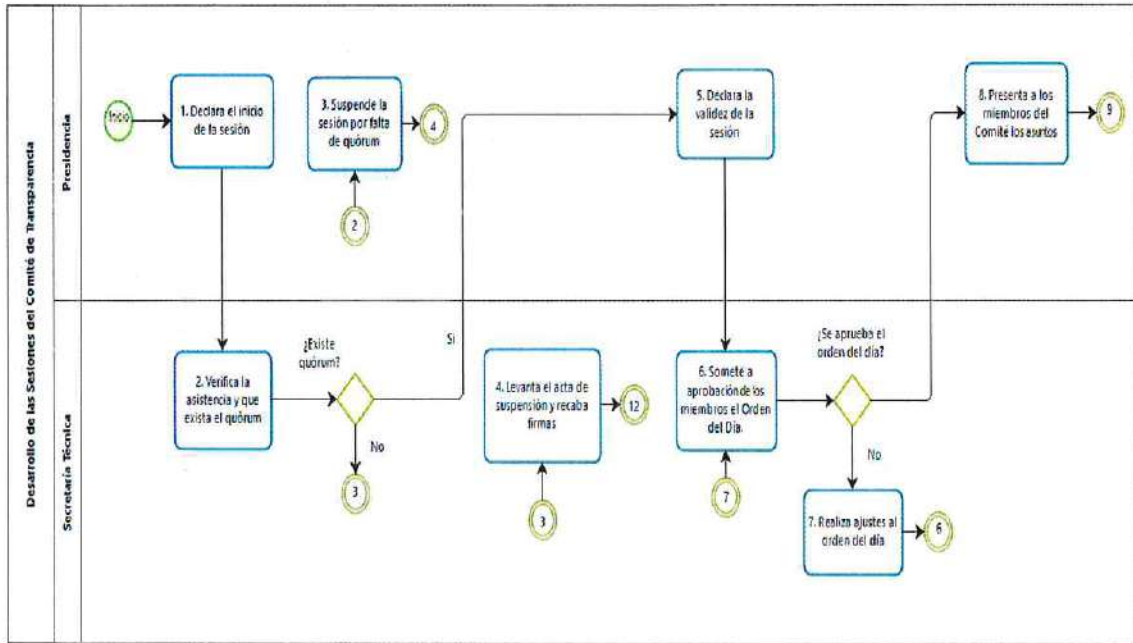 Desarrollo de las Sesiones del Comité de Transparencia
Presidencia
Inicio
1. Declara el inicio
de la sesión
3. Suspende la
sesión por falta
de quórum
4
2
5. Declara la
validez de la
sesión
8. Presenta a los
miembros del
Comité los asuntos
9
Secretaría Técnica
2. Verifica la
asistencia y que
exista el quórum
¿Existe
quórum?
Si
No
3
4. Levanta el acta de
suspensión y recaba
firmas
12
3
6. Somete a
aprobación de los
miembros el Orden
del Día.
7
¿Se aprueba el
orden del día?
No
7. Realiza ajustes al
orden del día
6